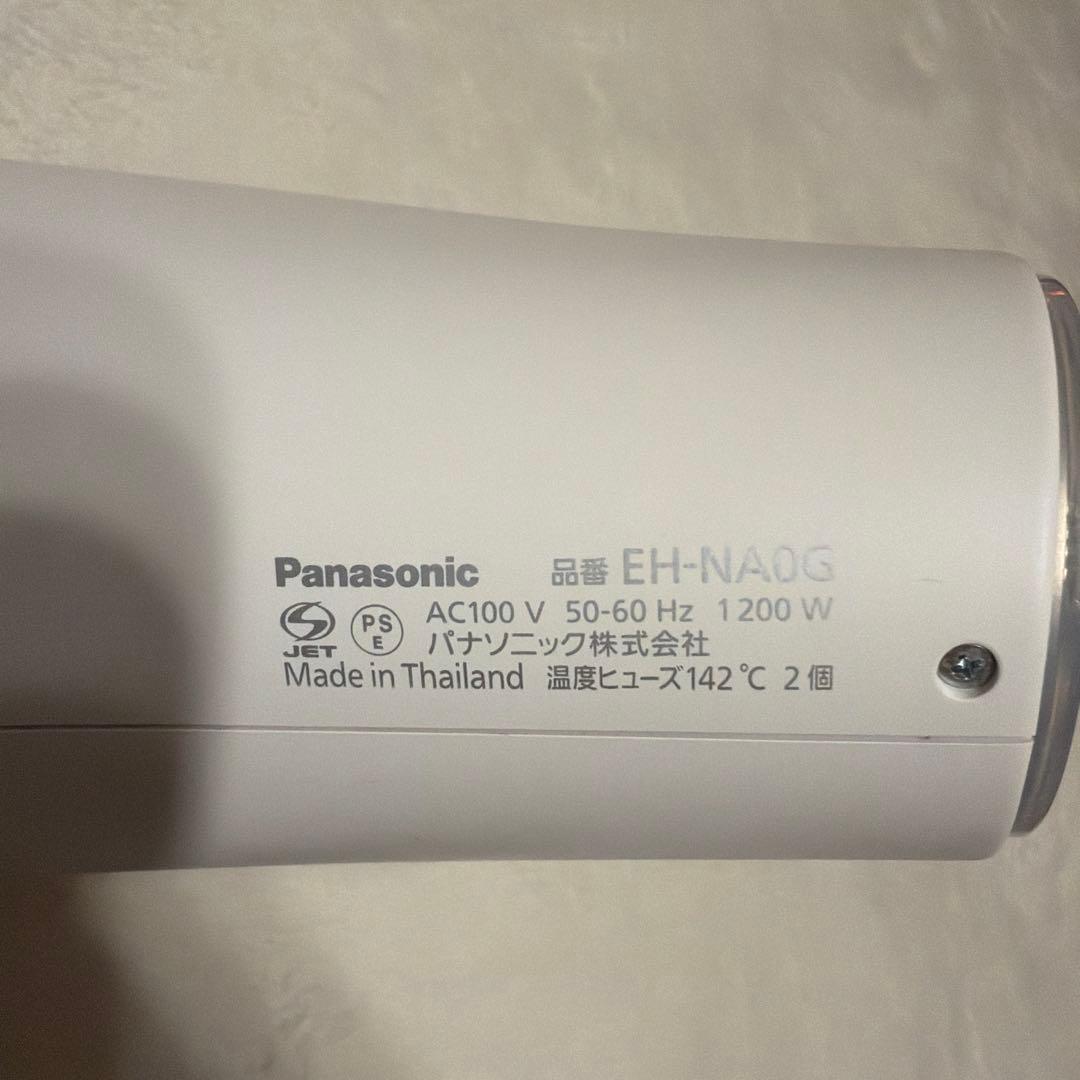 Panasonic 品番 EH-NA0G
JET PSE AC100 V 50-60 Hz 1200 W
パナソニック株式会社
Made in Thailand 温度ヒューズ142℃ 2個